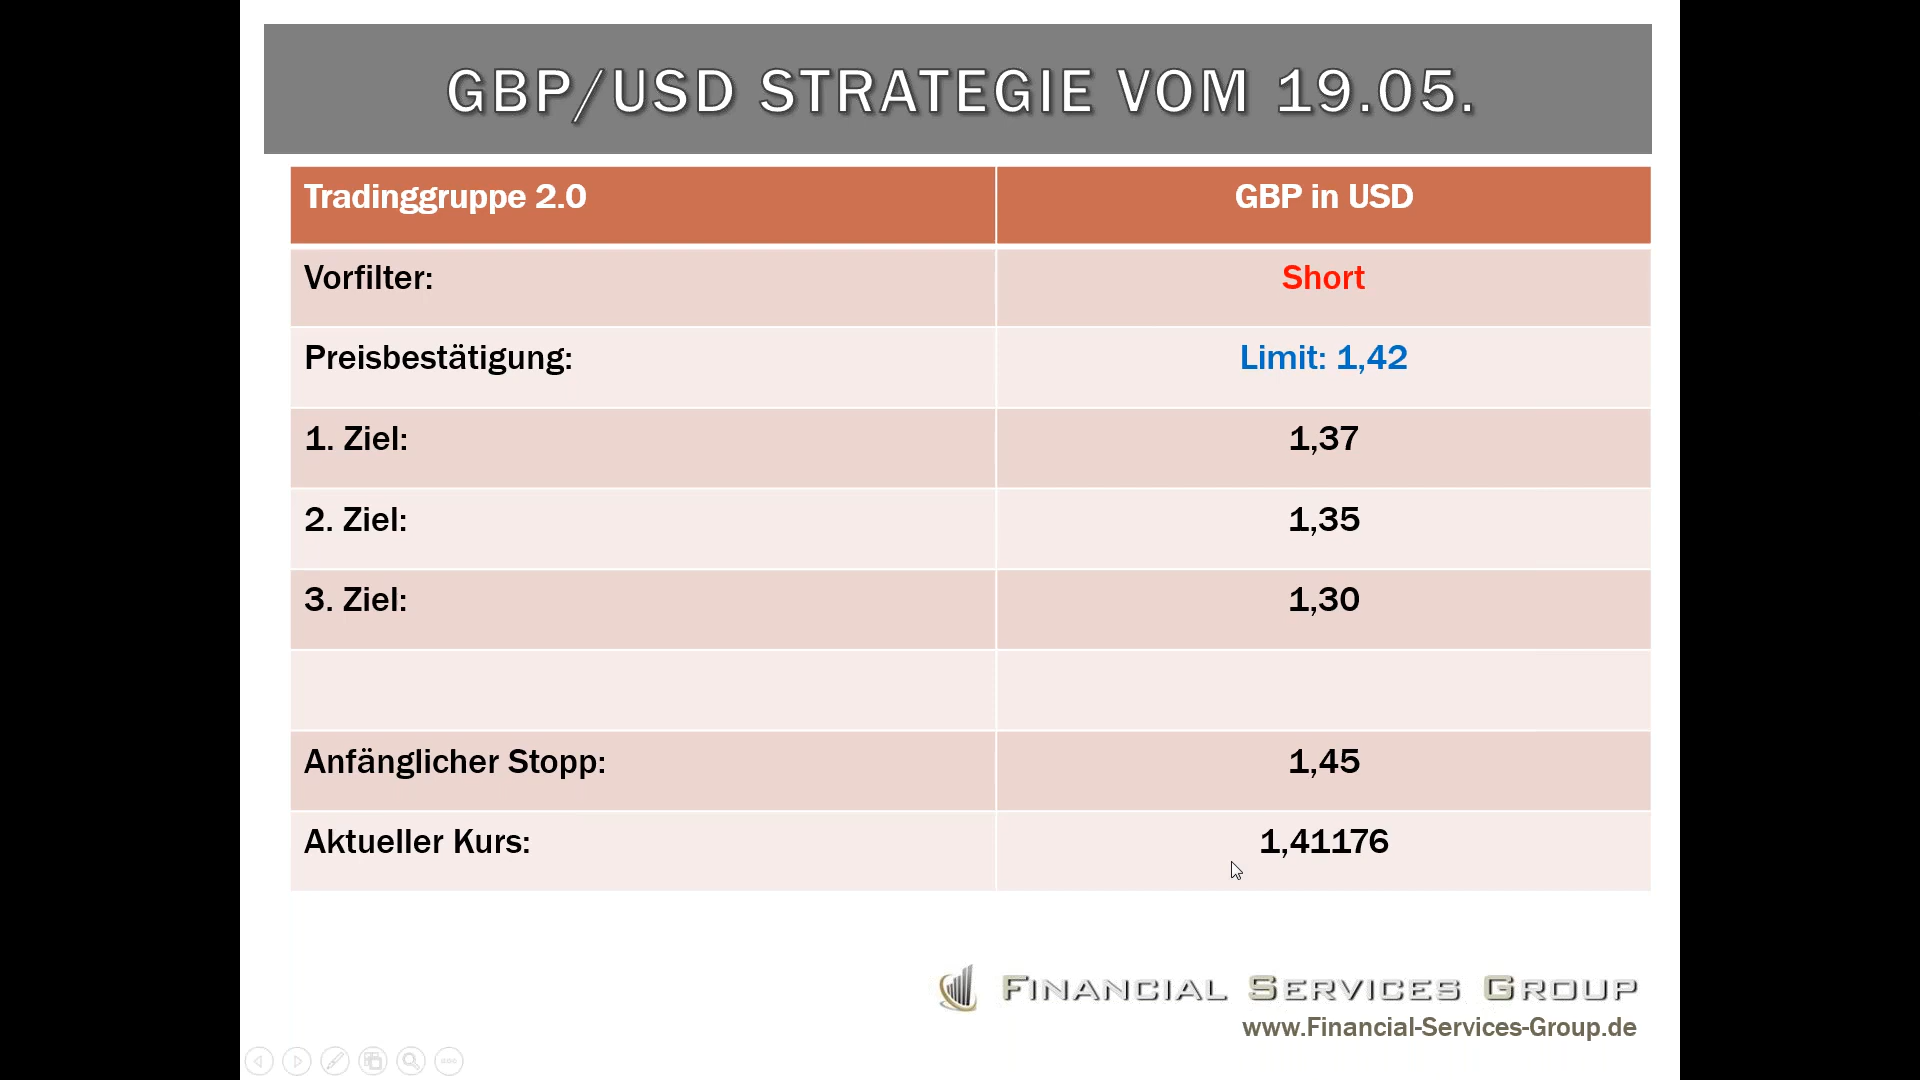 GBP/USD STRATEGIE VOM 19.05.
Tradinggruppe 2.0 GBP in USD
Vorfilter: Short
Preisbestätigung: Limit: 1,42
1. Ziel: 1,37
2. Ziel: 1,35
3. Ziel: 1,30
Anfänglicher Stopp: 1,45
Aktueller Kurs: 1,41176
FINANCIAL SERVICES GROUP
www.Financial-Services-Group.de